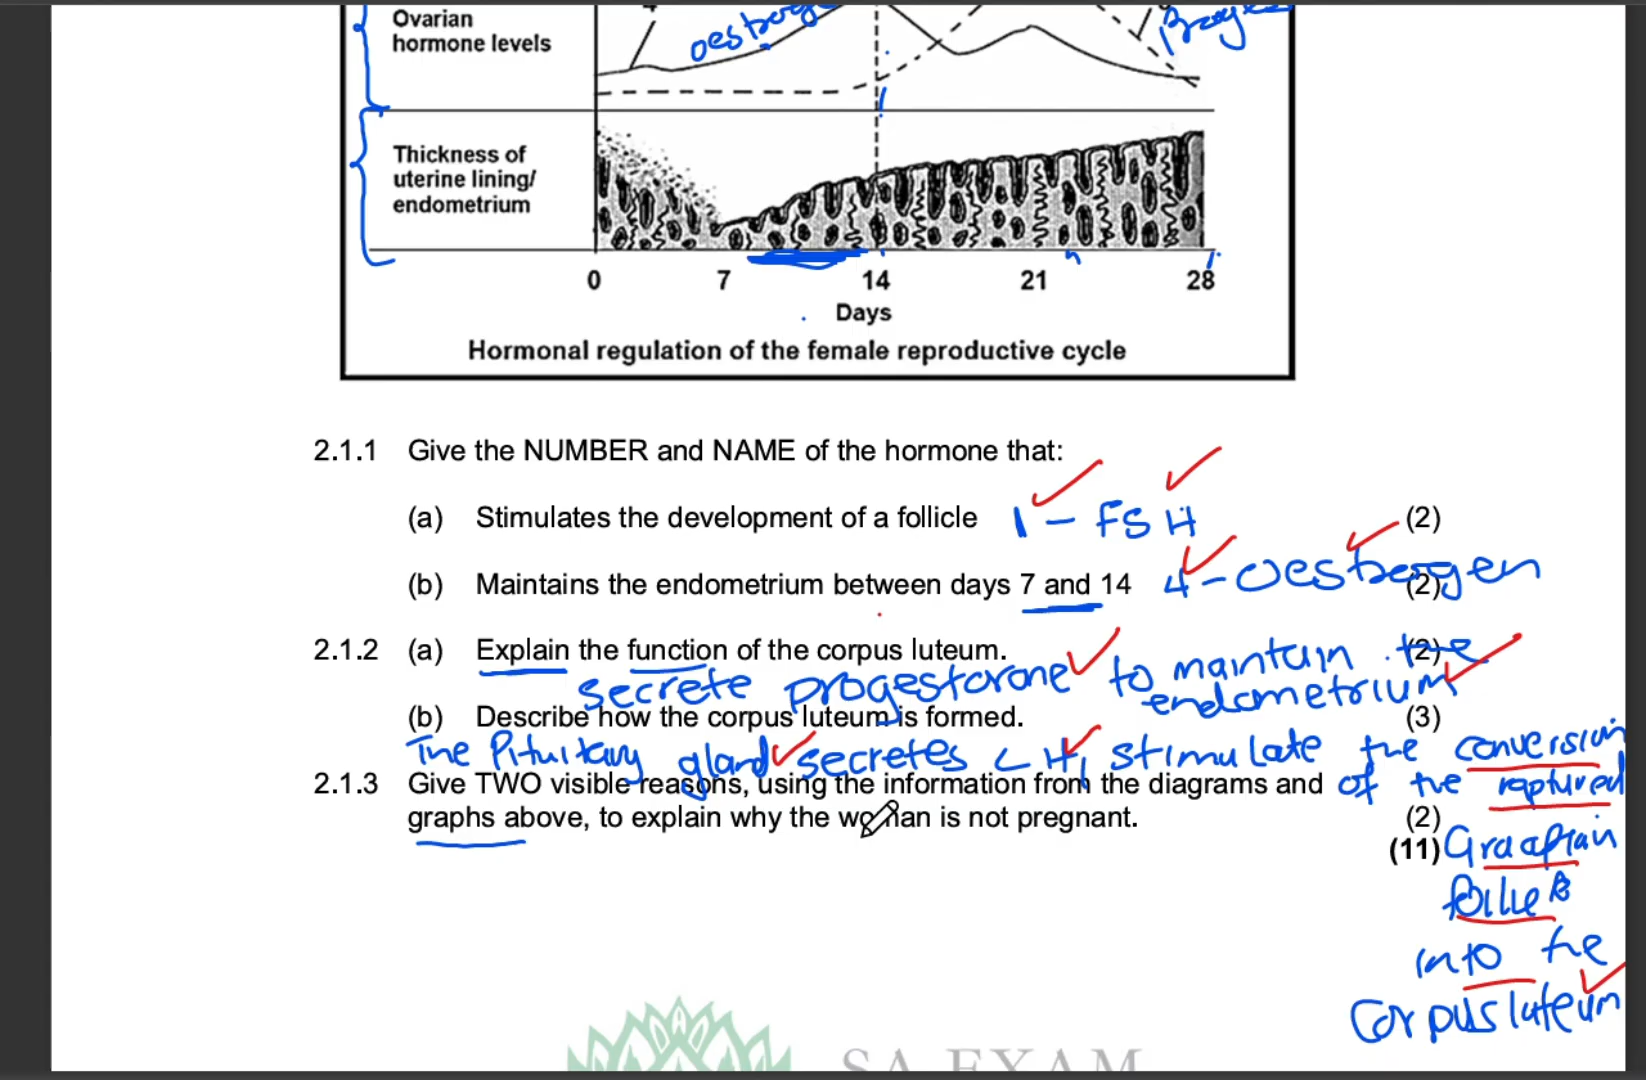 Ovarian
hormone levels
oestroge
Thickness of
uterine lining/
endometrium
0 7 14 21 28
Days
Hormonal regulation of the female reproductive cycle
2.1.1 Give the NUMBER and NAME of the hormone that:
(a) Stimulates the development of a follicle 1 - FSH (2)
(b) Maintains the endometrium between days 7 and 14 4 - oestrogen (2)
2.1.2 (a) Explain the function of the corpus luteum. (2)
secrete progestorone to maintain the
endometrium
(b) Describe how the corpus luteum is formed. (3)
The Pituitary gland secretes LH, stimulate the conversion
of the raptured
Graafian
follie
into the
Corpus luteum
2.1.3 Give TWO visible reasons, using the information from the diagrams and
graphs above, to explain why the woman is not pregnant. (2)
(11)
SA EXAM